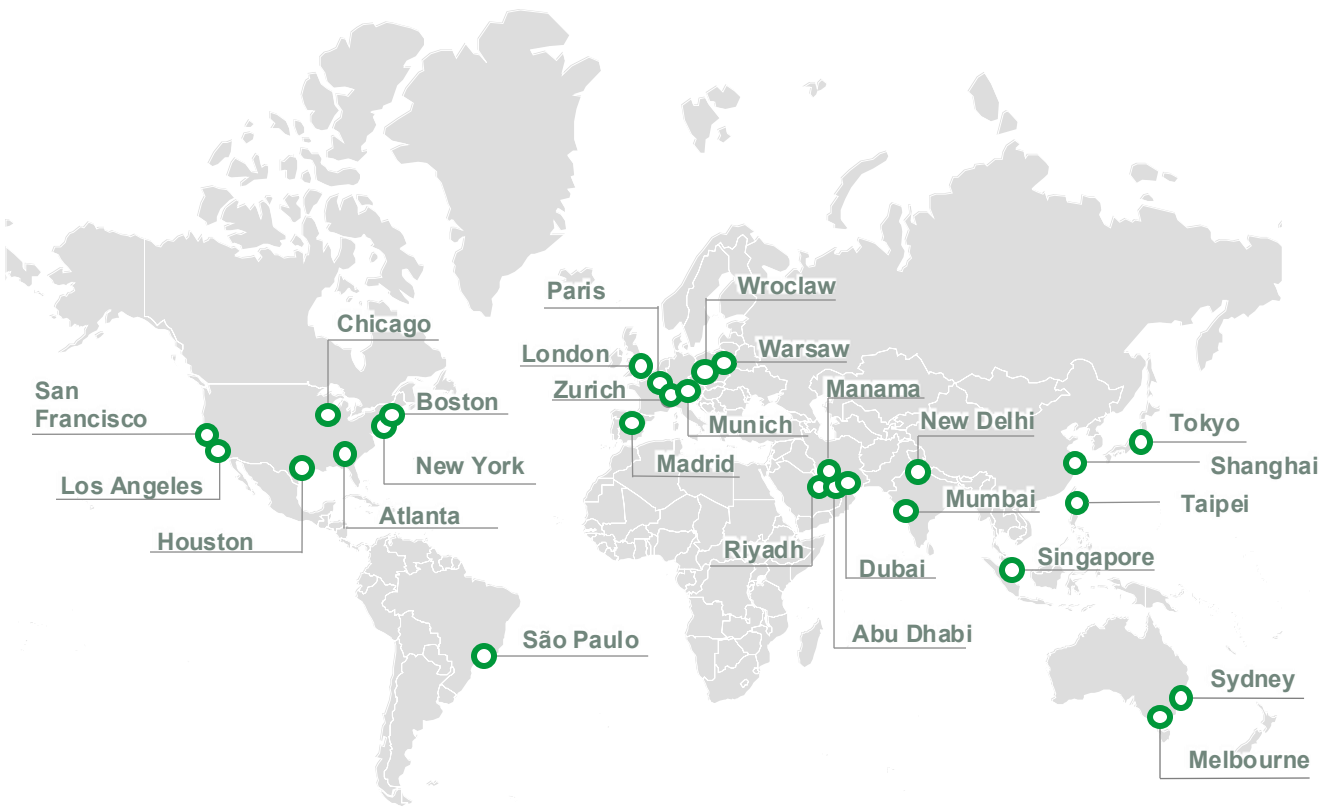 Wroclaw
Paris
Chicago
Warsaw
London
Zurich
Manama
San
Francisco
Boston
New Delhi
Munich
Tokyo
New York
Madrid
Shanghai
Los Angeles
Mumbai
Taipei
Atlanta
Houston
Riyadh
Singapore
Dubai
Abu Dhabi
São Paulo
Sydney
Melbourne